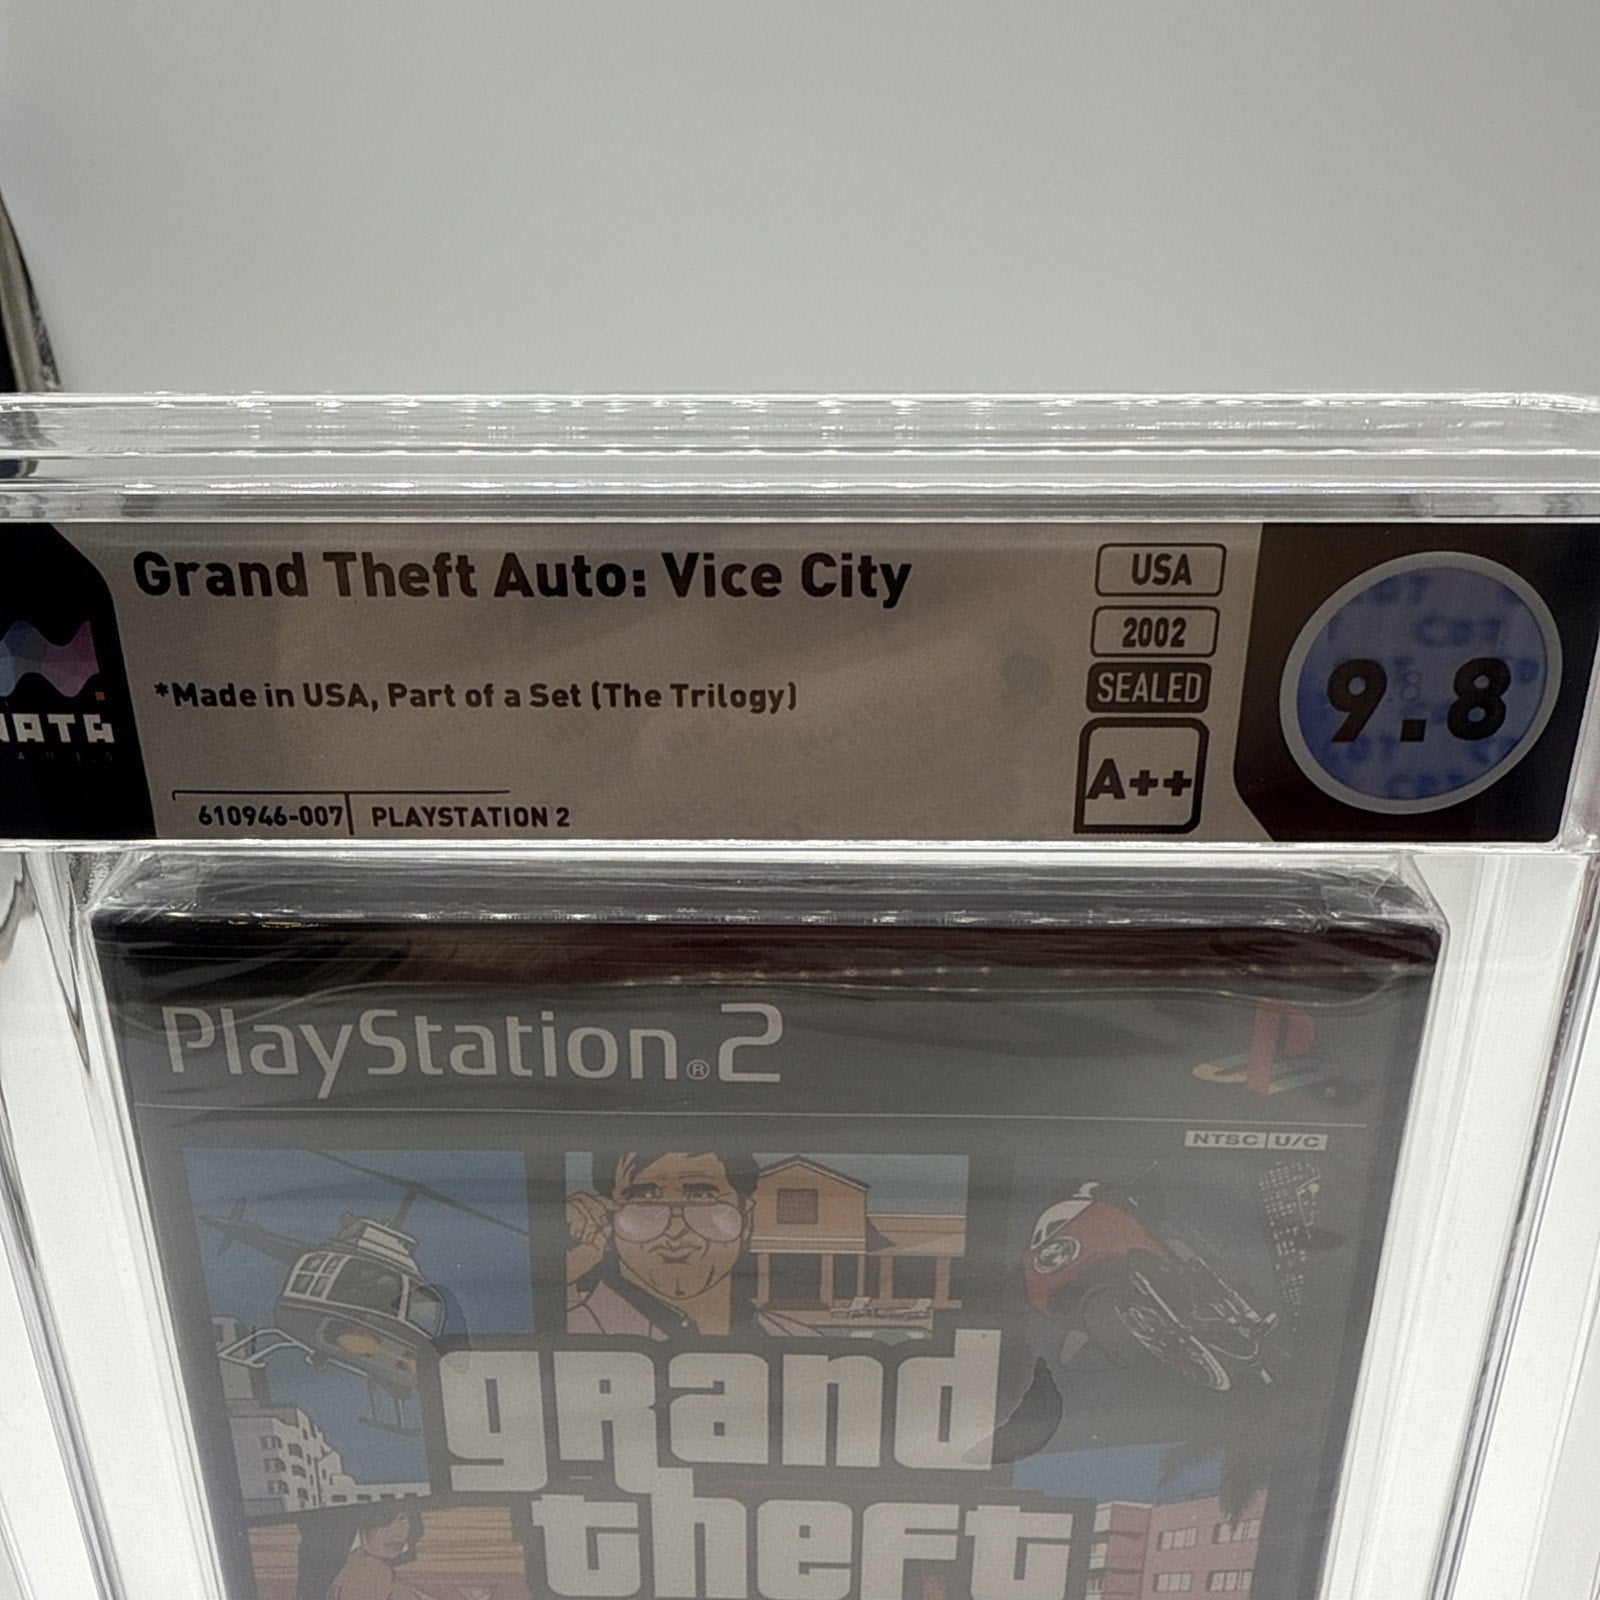 Grand Theft Auto: Vice City
*Made in USA, Part of a Set (The Trilogy)
610946-007 PLAYSTATION 2
USA
2002
SEALED
A++
9.8
PlayStation®2
NTSC U/C
grand
theft